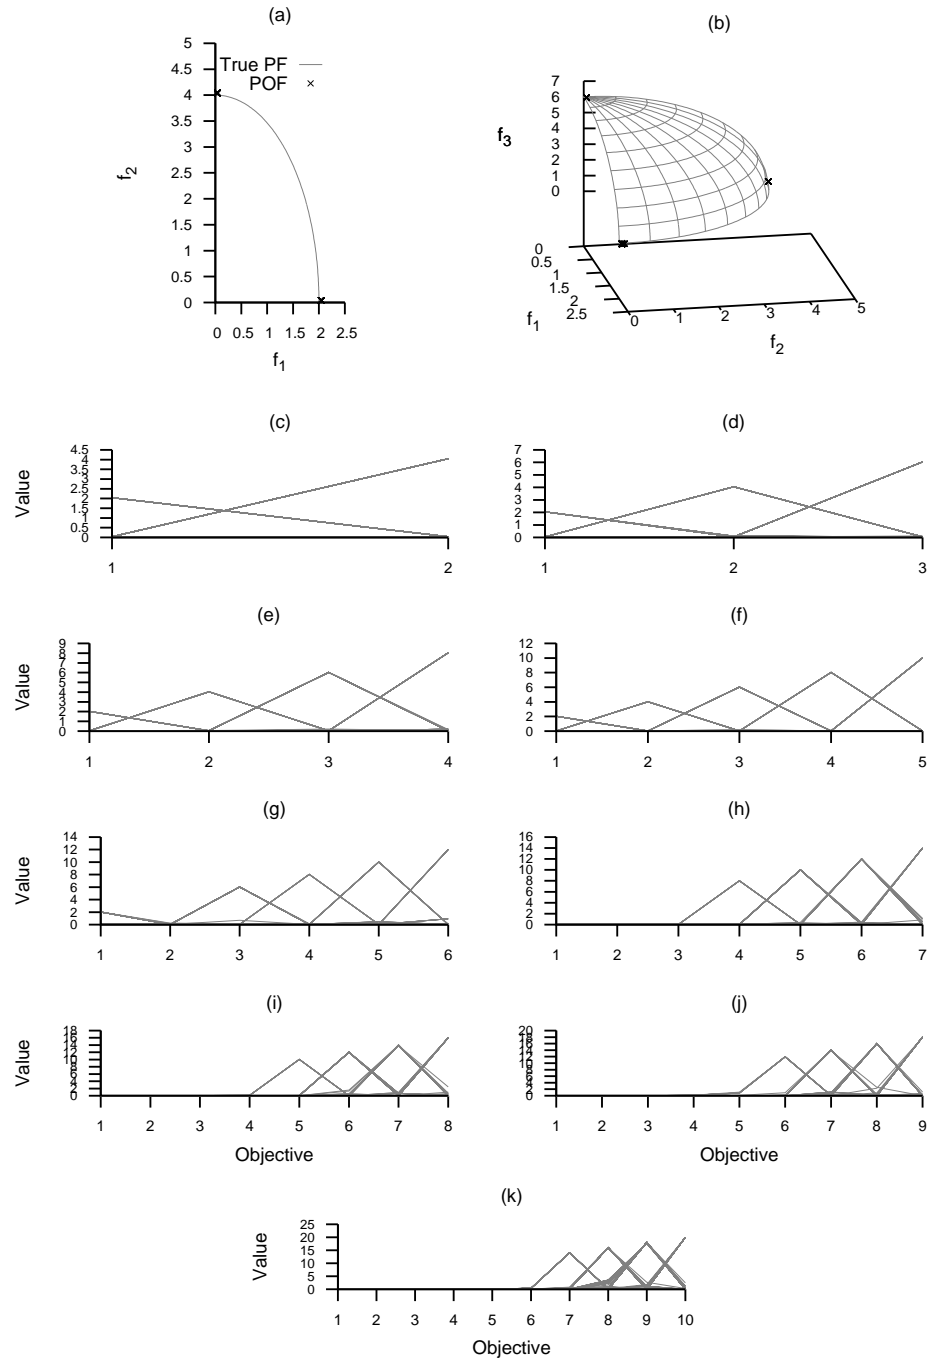 (a)
5
4.5
4
3.5
3
2.5
2
1.5
1
0.5
0
True PF
POF
f2
0 0.5 1 1.5 2 2.5
f1
(b)
7
6
5
4
3
2
1
0
f3
0
0.5
1
1.5
2
2.5
f1
0 1 2 3 4 5
f2
(c)
4.5
4
3.5
3
2.5
2
1.5
1
0.5
0
Value
1 2
(d)
7
6
5
4
3
2
1
0
1 2 3
(e)
9
8
7
6
5
4
3
2
1
0
Value
1 2 3 4
(f)
12
10
8
6
4
2
0
1 2 3 4 5
(g)
14
12
10
8
6
4
2
0
Value
1 2 3 4 5 6
(h)
16
14
12
10
8
6
4
2
0
1 2 3 4 5 6 7
(i)
18
16
14
12
10
8
6
4
2
0
Value
1 2 3 4 5 6 7 8
Objective
(j)
20
18
16
14
12
10
8
6
4
2
0
1 2 3 4 5 6 7 8 9
Objective
(k)
25
20
15
10
5
0
Value
1 2 3 4 5 6 7 8 9 10
Objective